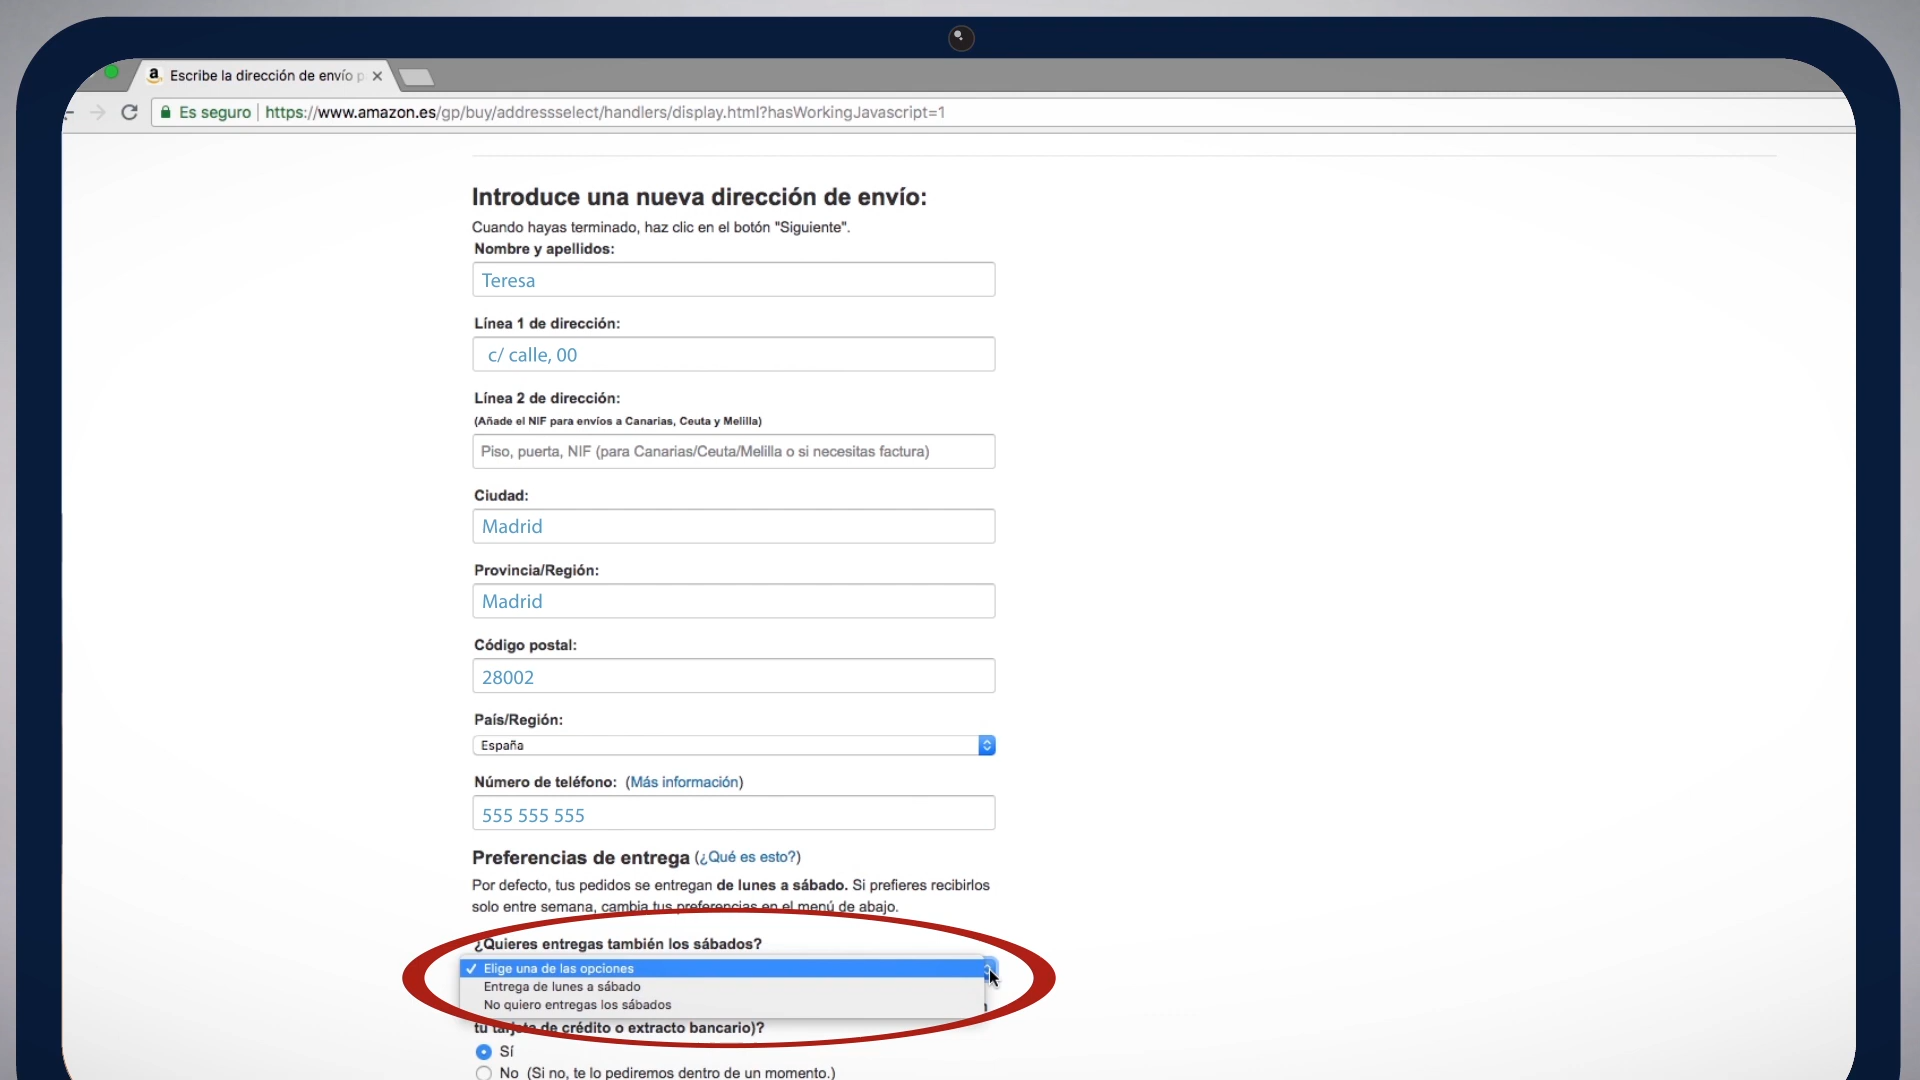 a Escribe la dirección de envío p
Es seguro https://www.amazon.es/gp/buy/addressselect/handlers/display.html?hasWorkingJavascript=1
Introduce una nueva dirección de envío:
Cuando hayas terminado, haz clic en el botón "Siguiente".
Nombre y apellidos:
Teresa
Línea 1 de dirección:
c/ calle, 00
Línea 2 de dirección:
(Añade el NIF para envíos a Canarias, Ceuta y Melilla)
Piso, puerta, NIF (para Canarias/Ceuta/Melilla o si necesitas factura)
Ciudad:
Madrid
Provincia/Región:
Madrid
Código postal:
28002
País/Región:
España
Número de teléfono: (Más información)
555 555 555
Preferencias de entrega (¿Qué es esto?)
Por defecto, tus pedidos se entregan de lunes a sábado. Si prefieres recibirlos
solo entre semana, cambia tus preferencias en el menú de abajo.
¿Quieres entregas también los sábados?
Elige una de las opciones
Entrega de lunes a sábado
No quiero entregas los sábados
tu tarjeta de crédito o extracto bancario)?
Sí
No (Si no, te lo pediremos dentro de un momento.)